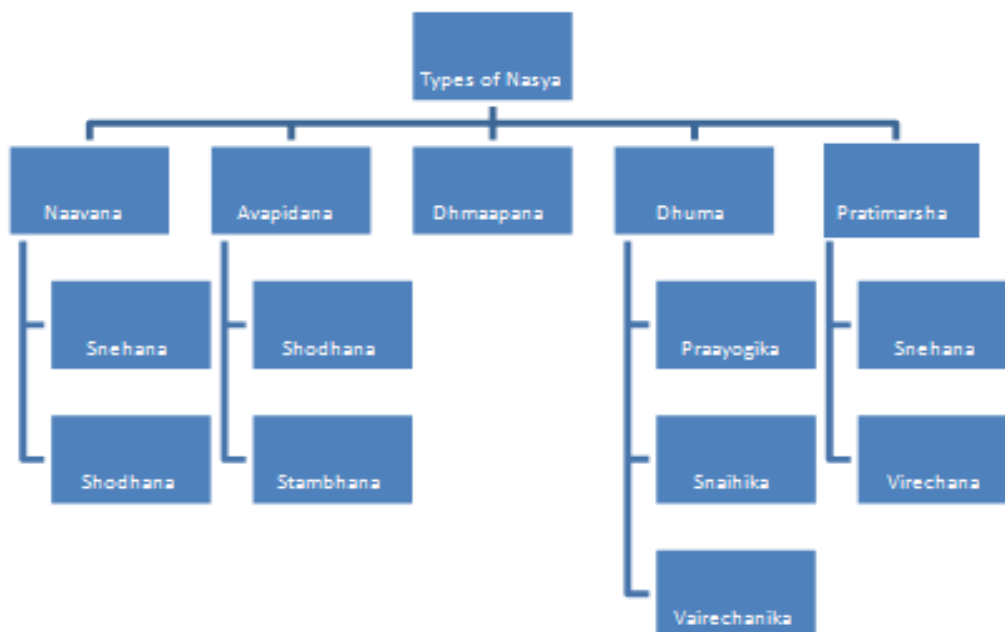 Types of Nasya
Naavana
Avapidana
Dhmaapana
Dhuma
Pratimarsha
Snehana
Shodhana
Praayogika
Snehana
Shodhana
Stambhana
Snaihika
Virechana
Vairechanika